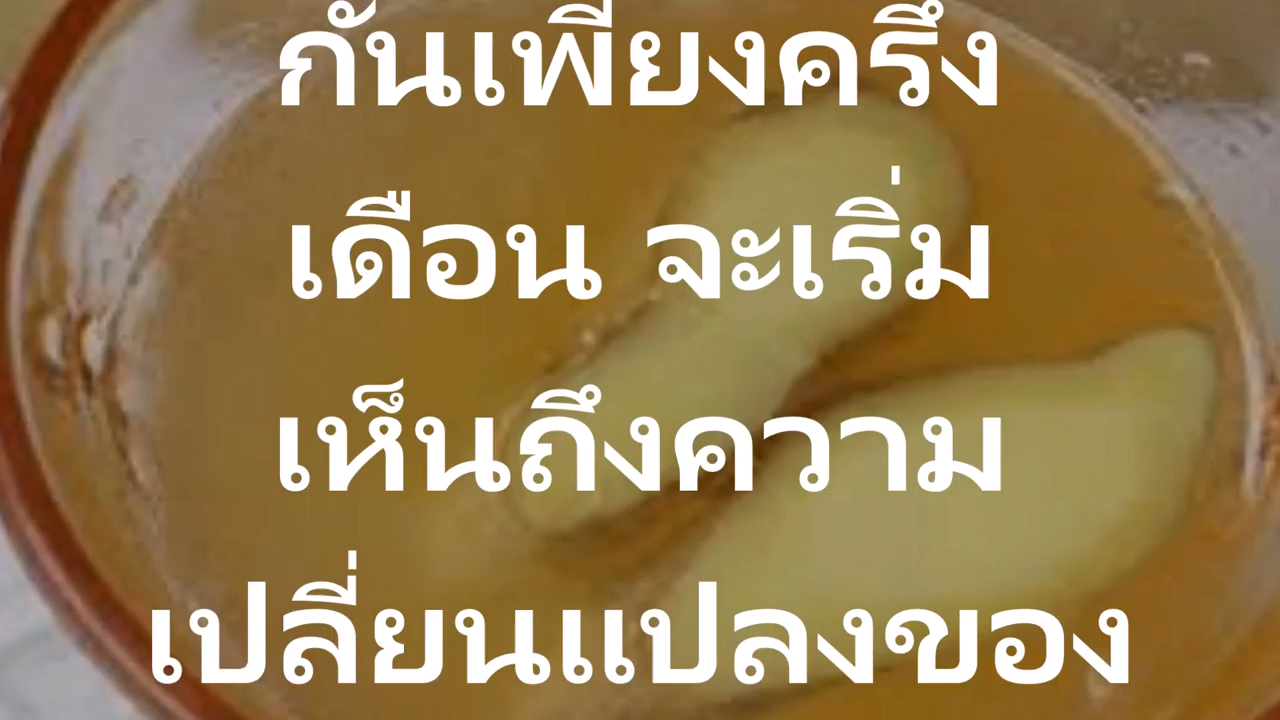 กันเพียงครึ่ง
เดือน จะเริ่ม
เห็นถึงความ
เปลี่ยนแปลงของ